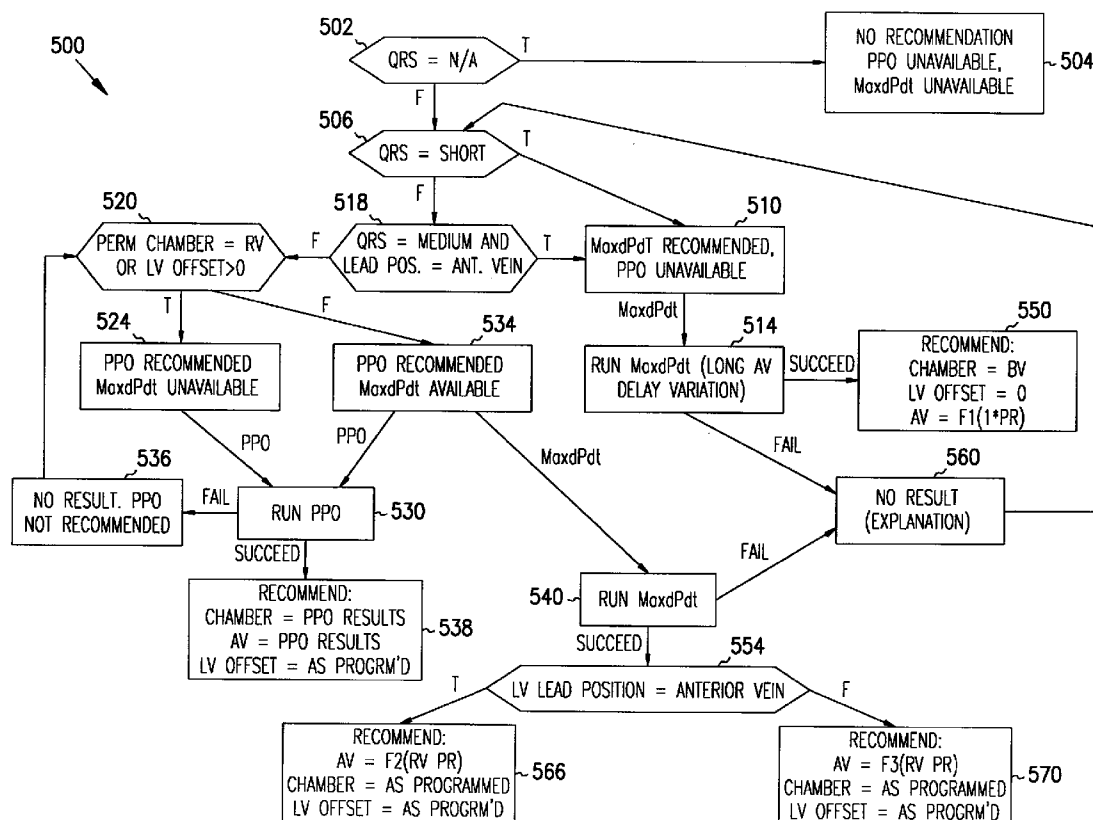 500
502
QRS = N/A
T
F
NO RECOMMENDATION
PPO UNAVAILABLE,
MaxdPdt UNAVAILABLE
504
506
QRS = SHORT
T
F
520
PERM CHAMBER = RV
OR LV OFFSET>0
F
518
QRS = MEDIUM AND
LEAD POS. = ANT. VEIN
T
510
MaxdPdT RECOMMENDED,
PPO UNAVAILABLE
MaxdPdt
T
F
524
PPO RECOMMENDED
MaxdPdt UNAVAILABLE
534
PPO RECOMMENDED
MaxdPdt AVAILABLE
514
RUN MaxdPdt (LONG AV
DELAY VARIATION)
SUCCEED
550
RECOMMEND:
CHAMBER = BV
LV OFFSET = 0
AV = F1(1*PR)
FAIL
PPO
PPO
MaxdPdt
536
NO RESULT. PPO
NOT RECOMMENDED
FAIL
RUN PPO
530
560
NO RESULT
(EXPLANATION)
SUCCEED
FAIL
RECOMMEND:
CHAMBER = PPO RESULTS
AV = PPO RESULTS
LV OFFSET = AS PROGRM'D
538
540
RUN MaxdPdt
SUCCEED
554
LV LEAD POSITION = ANTERIOR VEIN
T
F
RECOMMEND:
AV = F2(RV PR)
CHAMBER = AS PROGRAMMED
LV OFFSET = AS PROGRM'D
566
RECOMMEND:
AV = F3(RV PR)
CHAMBER = AS PROGRAMMED
LV OFFSET = AS PROGRM'D
570